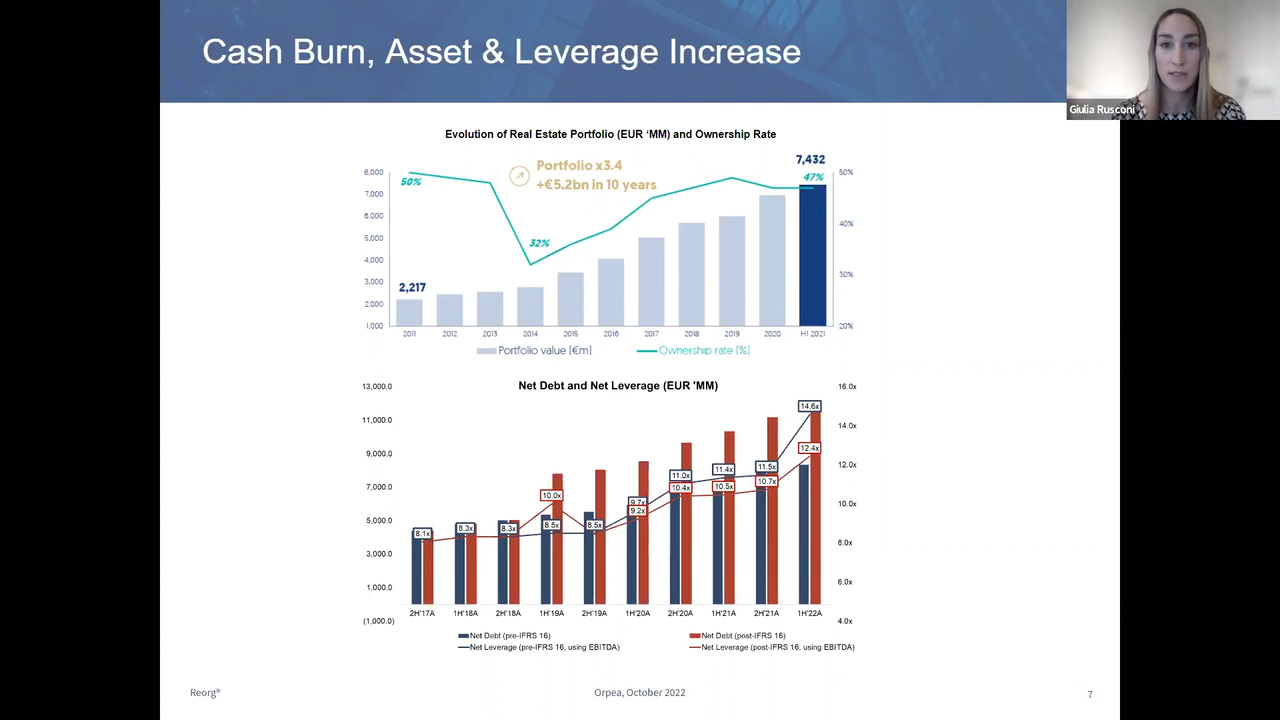 Cash Burn, Asset & Leverage Increase
Giulia Rusconi
Evolution of Real Estate Portfolio (EUR ‘MM) and Ownership Rate
Portfolio x3.4
+€5.2bn in 10 years
7,432
47%
50%
32%
2,217
8,000
7,000
6,000
5,000
4,000
3,000
2,000
1,000
50%
40%
30%
20%
2011 2012 2013 2014 2015 2016 2017 2018 2019 2020 H1 2021
Portfolio value (€m) Ownership rate (%)
Net Debt and Net Leverage (EUR 'MM)
13,000.0
11,000.0
9,000.0
7,000.0
5,000.0
3,000.0
1,000.0
(1,000.0)
16.0x
14.0x
12.0x
10.0x
8.0x
6.0x
4.0x
14.6x
12.4x
11.0x 11.4x 11.5x
10.0x 9.7x 10.4x 10.5x 10.7x
9.2x
8.1x 8.3x 8.3x 8.5x 8.5x
2H'17A 1H'18A 2H'18A 1H'19A 2H'19A 1H'20A 2H'20A 1H'21A 2H'21A 1H'22A
Net Debt (pre-IFRS 16) Net Debt (post-IFRS 16)
Net Leverage (pre-IFRS 16, using EBITDA) Net Leverage (post-IFRS 16, using EBITDA)
Reorg® Orpea, October 2022 7